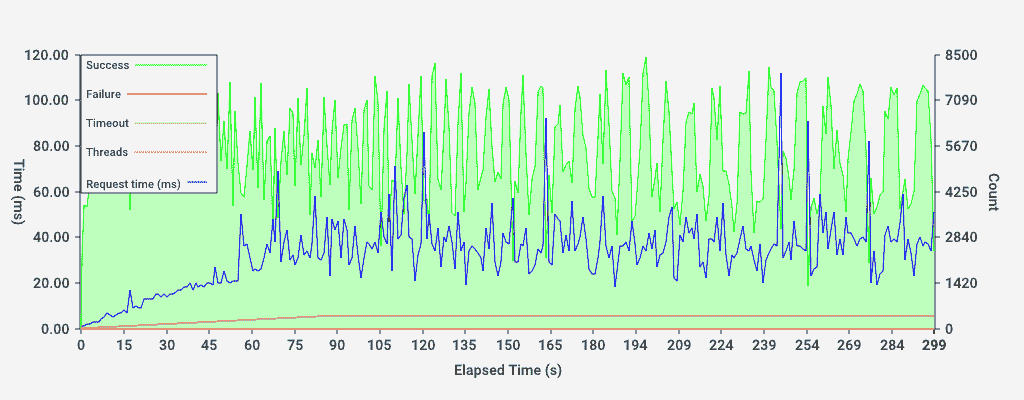 120.00
100.00
80.00
60.00
40.00
20.00
0.00
Time (ms)
Success
Failure
Timeout
Threads
Request time (ms)
8500
7090
5670
4250
2840
1420
0
Count
0 15 30 45 60 75 90 105 120 135 150 165 180 194 209 224 239 254 269 284 299
Elapsed Time (s)